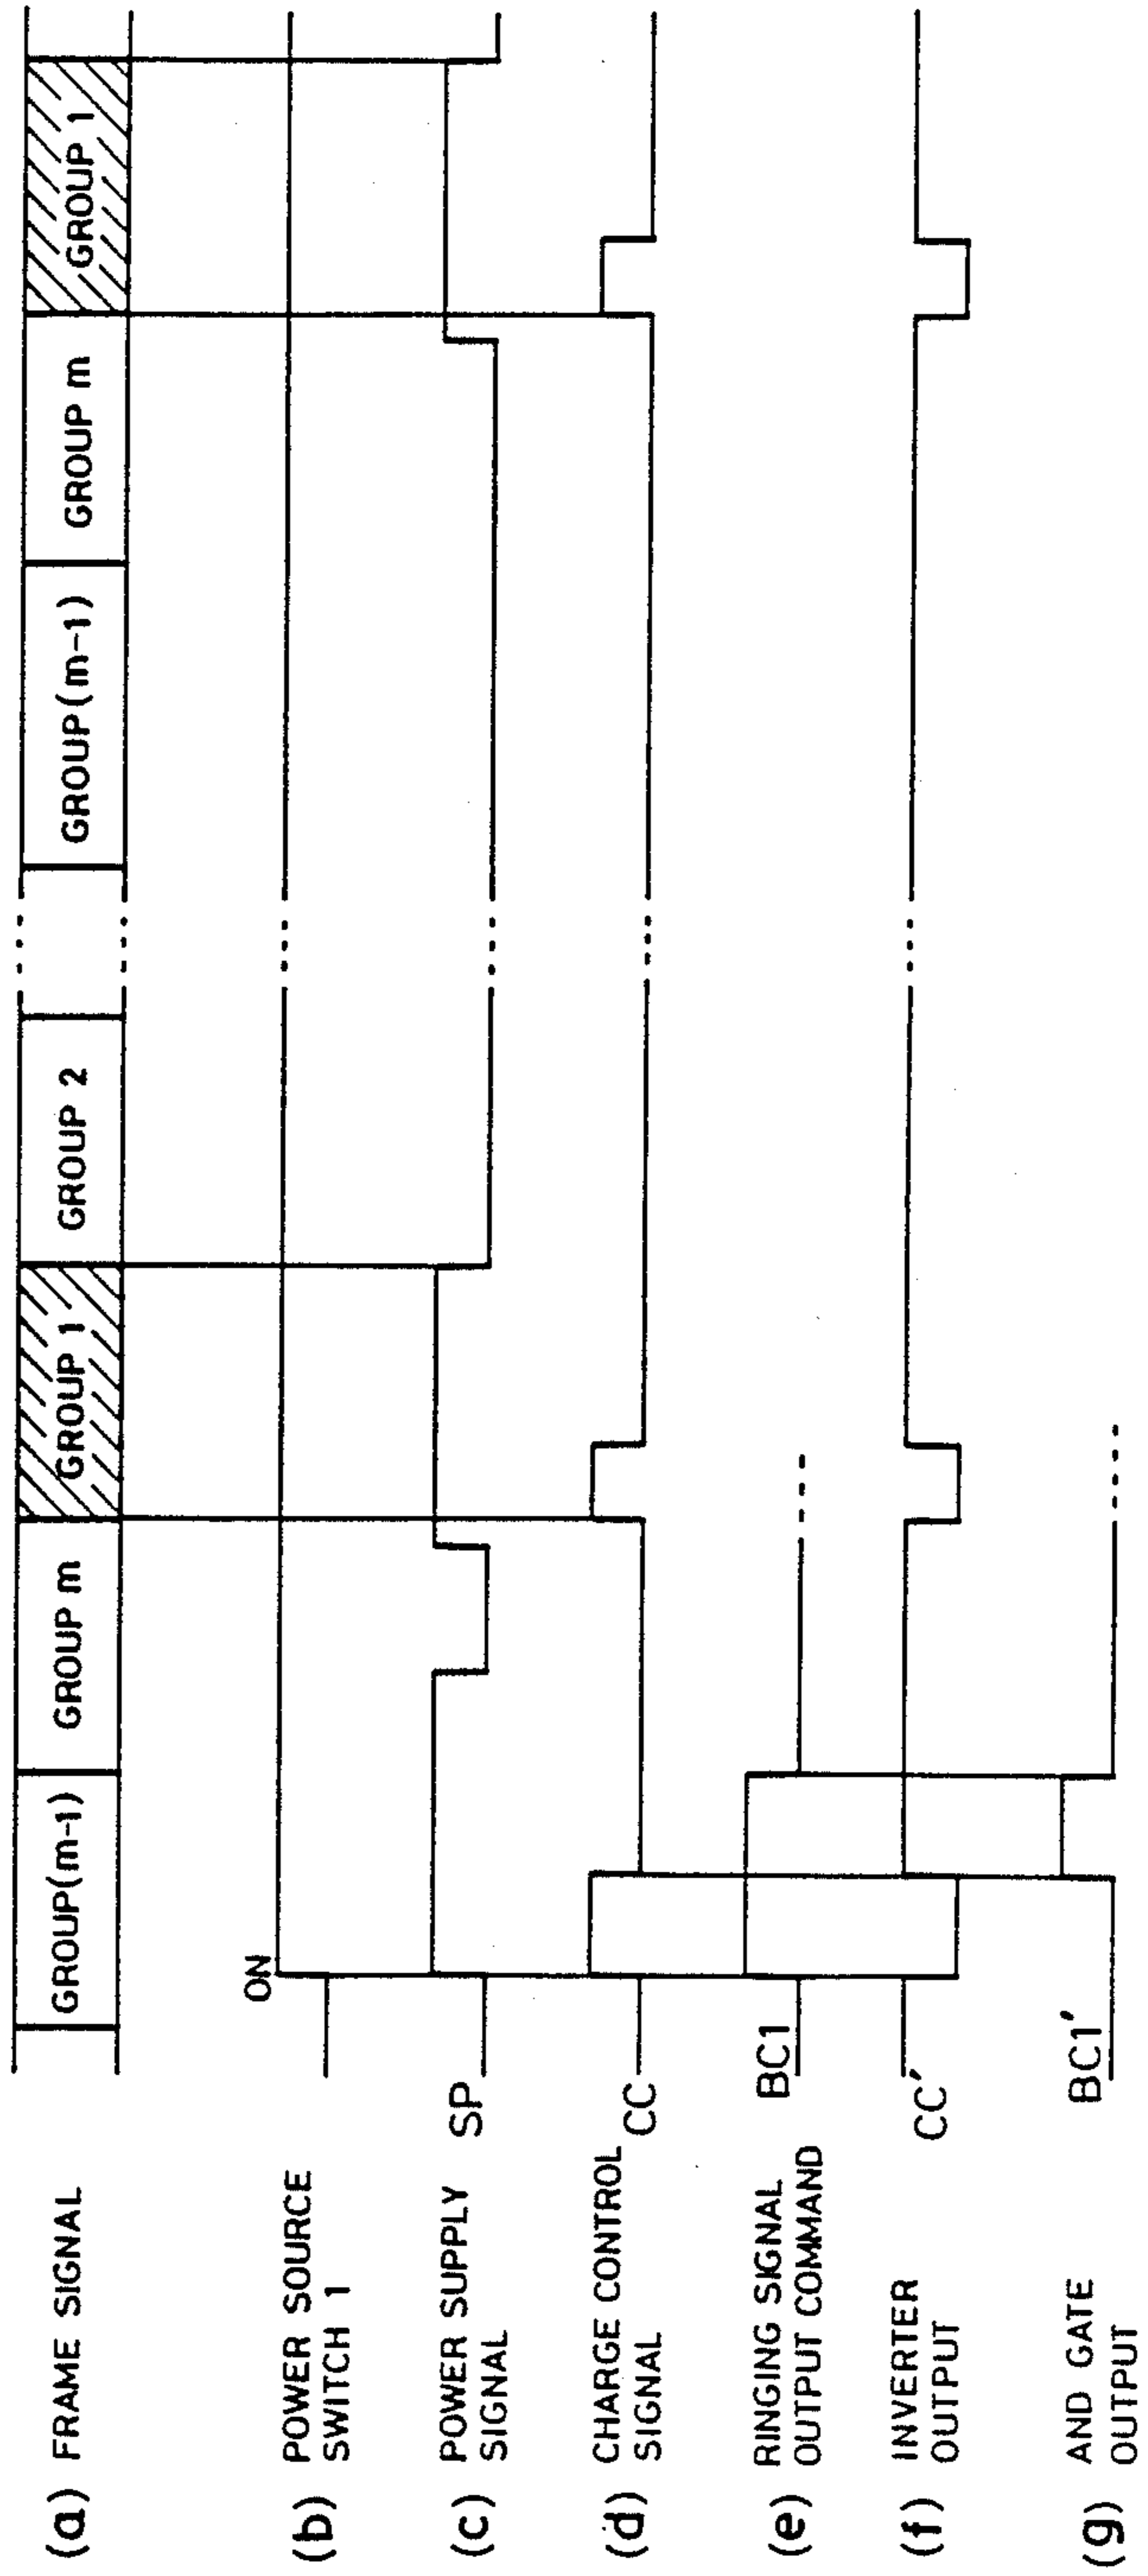 (a) FRAME SIGNAL
GROUP(m-1)
GROUP m
GROUP 1
GROUP 2
GROUP(m-1)
GROUP m
GROUP 1
(b) POWER SOURCE
SWITCH 1
ON
(c) POWER SUPPLY
SIGNAL
SP
(d) CHARGE CONTROL
SIGNAL
CC
(e) RINGING SIGNAL
OUTPUT COMMAND
BC1
(f) INVERTER
OUTPUT
CC'
(g) AND GATE
OUTPUT
BC1'